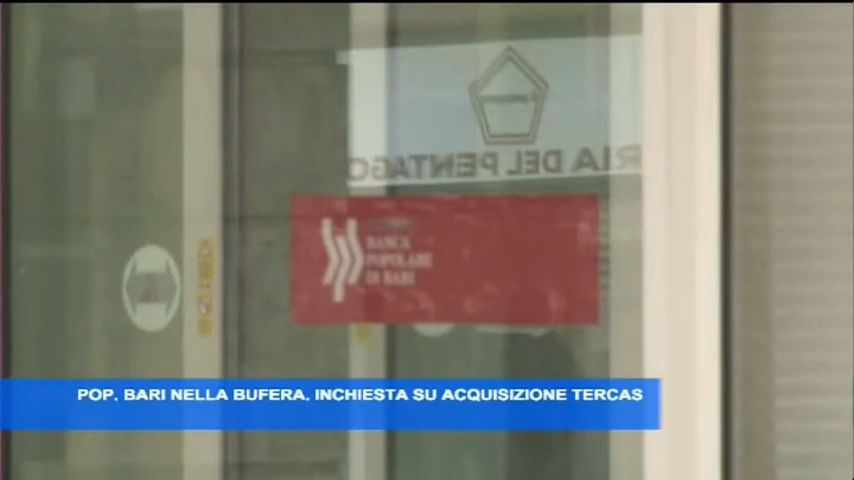 RIA DEL PENTAGO
BANCA
POPOLARE
DI BARI
POP. BARI NELLA BUFERA. INCHIESTA SU ACQUISIZIONE TERCAS